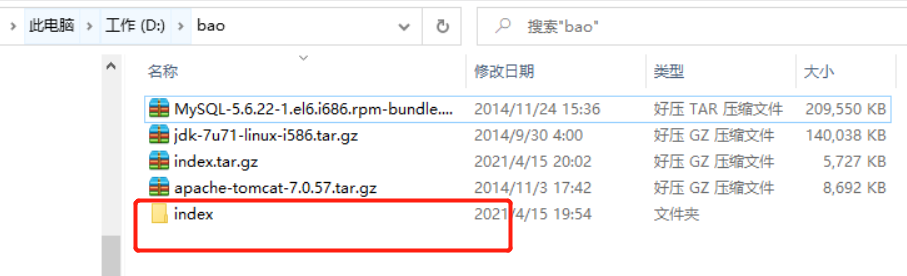 此电脑 工作 (D:) bao 搜索"bao"
名称 修改日期 类型 大小
MySQL-5.6.22-1.el6.i686.rpm-bundle.... 2014/11/24 15:36 好压 TAR 压缩文件 209,550 KB
jdk-7u71-linux-i586.tar.gz 2014/9/30 4:00 好压 GZ 压缩文件 140,038 KB
index.tar.gz 2021/4/15 20:02 好压 GZ 压缩文件 5,727 KB
apache-tomcat-7.0.57.tar.gz 2014/11/3 17:42 好压 GZ 压缩文件 8,692 KB
index 2021/4/15 19:54 文件夹